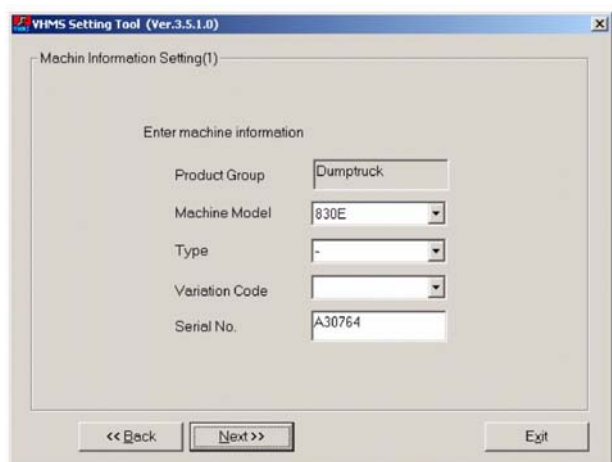 VHMS Setting Tool (Ver.3.5.1.0)
Machin Information Setting(1)
Enter machine information
Product Group Dumptruck
Machine Model 830E
Type -
Variation Code
Serial No. A30764
<< Back Next >> Exit